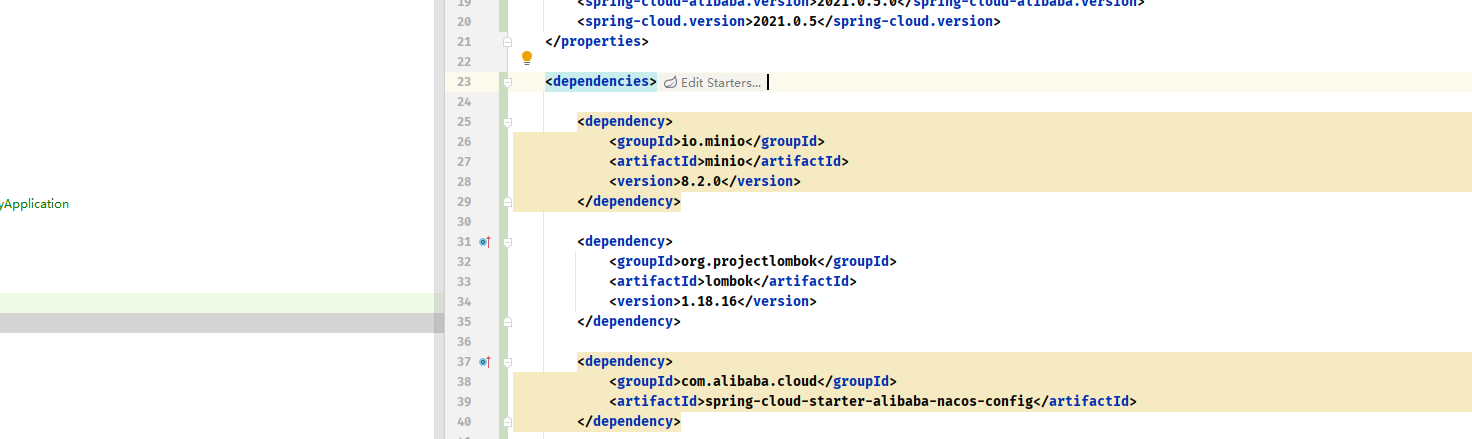 19 <spring-cloud-alibaba.version>2021.0.5.0</spring-cloud-alibaba.version>
20 <spring-cloud.version>2021.0.5</spring-cloud.version>
21 </properties>
22
23 <dependencies> Edit Starters...
24
25 <dependency>
26 <groupId>io.minio</groupId>
27 <artifactId>minio</artifactId>
28 <version>8.2.0</version>
yApplication
29 </dependency>
30
31 <dependency>
32 <groupId>org.projectlombok</groupId>
33 <artifactId>lombok</artifactId>
34 <version>1.18.16</version>
35 </dependency>
36
37 <dependency>
38 <groupId>com.alibaba.cloud</groupId>
39 <artifactId>spring-cloud-starter-alibaba-nacos-config</artifactId>
40 </dependency>